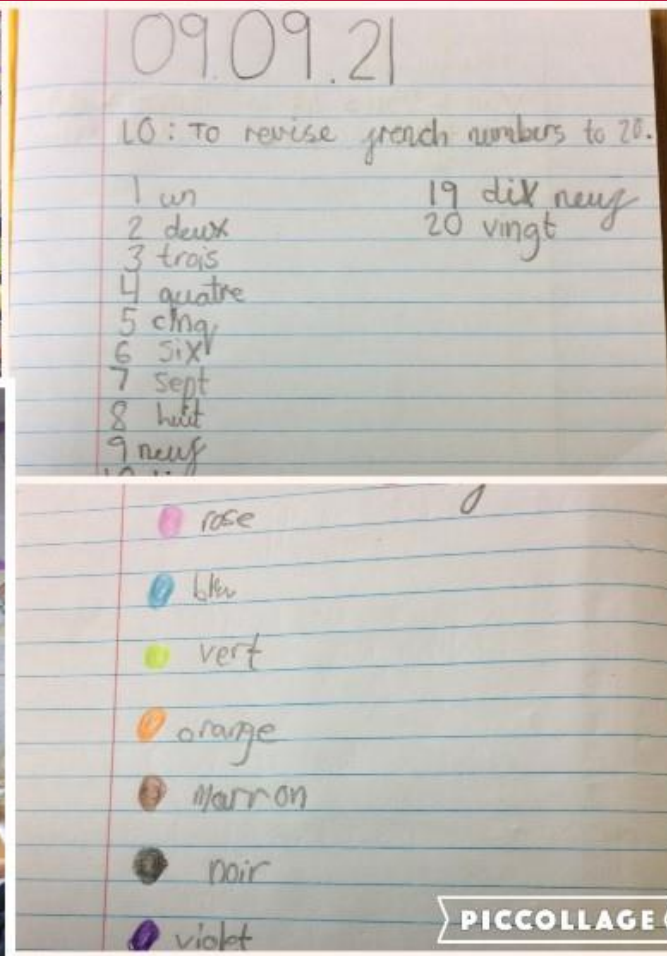 09.09.21
LO: To revise french numbers to 20.
1 un
2 deux
3 trois
4 quatre
5 cinq
6 six
7 sept
8 huit
9 neuf
19 dix neuf
20 vingt
rose
bleu
vert
orange
Marron
noir
violet
PICCOLLAGE